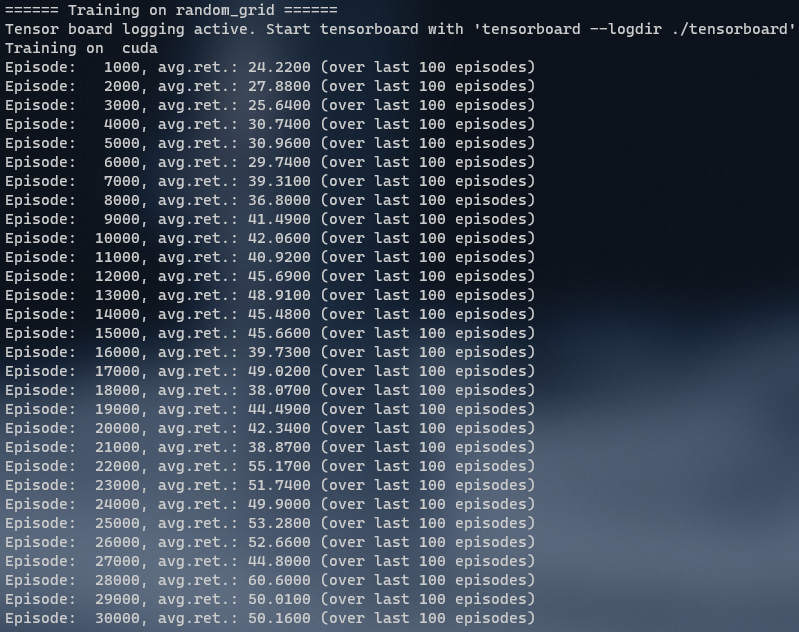 ====== Training on random_grid ======
Tensor board logging active. Start tensorboard with 'tensorboard --logdir ./tensorboard'
Training on  cuda
Episode:   1000, avg.ret.: 24.2200 (over last 100 episodes)
Episode:   2000, avg.ret.: 27.8800 (over last 100 episodes)
Episode:   3000, avg.ret.: 25.6400 (over last 100 episodes)
Episode:   4000, avg.ret.: 30.7400 (over last 100 episodes)
Episode:   5000, avg.ret.: 30.9600 (over last 100 episodes)
Episode:   6000, avg.ret.: 29.7400 (over last 100 episodes)
Episode:   7000, avg.ret.: 39.3100 (over last 100 episodes)
Episode:   8000, avg.ret.: 36.8000 (over last 100 episodes)
Episode:   9000, avg.ret.: 41.4900 (over last 100 episodes)
Episode:  10000, avg.ret.: 42.0600 (over last 100 episodes)
Episode:  11000, avg.ret.: 40.9200 (over last 100 episodes)
Episode:  12000, avg.ret.: 45.6900 (over last 100 episodes)
Episode:  13000, avg.ret.: 48.9100 (over last 100 episodes)
Episode:  14000, avg.ret.: 45.4800 (over last 100 episodes)
Episode:  15000, avg.ret.: 45.6600 (over last 100 episodes)
Episode:  16000, avg.ret.: 39.7300 (over last 100 episodes)
Episode:  17000, avg.ret.: 49.0200 (over last 100 episodes)
Episode:  18000, avg.ret.: 38.0700 (over last 100 episodes)
Episode:  19000, avg.ret.: 44.4900 (over last 100 episodes)
Episode:  20000, avg.ret.: 42.3400 (over last 100 episodes)
Episode:  21000, avg.ret.: 38.8700 (over last 100 episodes)
Episode:  22000, avg.ret.: 55.1700 (over last 100 episodes)
Episode:  23000, avg.ret.: 51.7400 (over last 100 episodes)
Episode:  24000, avg.ret.: 49.9000 (over last 100 episodes)
Episode:  25000, avg.ret.: 53.2800 (over last 100 episodes)
Episode:  26000, avg.ret.: 52.6600 (over last 100 episodes)
Episode:  27000, avg.ret.: 44.8000 (over last 100 episodes)
Episode:  28000, avg.ret.: 60.6000 (over last 100 episodes)
Episode:  29000, avg.ret.: 50.0100 (over last 100 episodes)
Episode:  30000, avg.ret.: 50.1600 (over last 100 episodes)